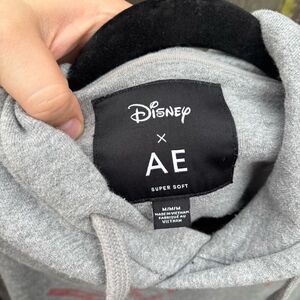 Disney
×
AE
SUPER SOFT
M/M/M
MADE IN VIETNAM
FABRIQUÉ AU
VIETNAM